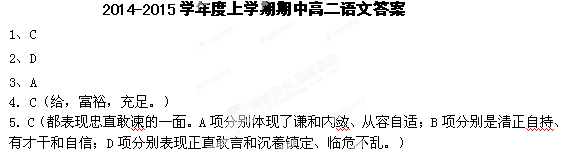 2014-2015学年度上学期期中高二语文答案
1、C
2、D
3、A
4. C（给，富裕，充足。）
5. C（都表现忠直敢谏的一面。A 项分别体现了谦和内敛、从容自适；B 项分别是清正自持、
有才干和自信；D 项分别表现正直敢言和沉着镇定、临危不乱。）